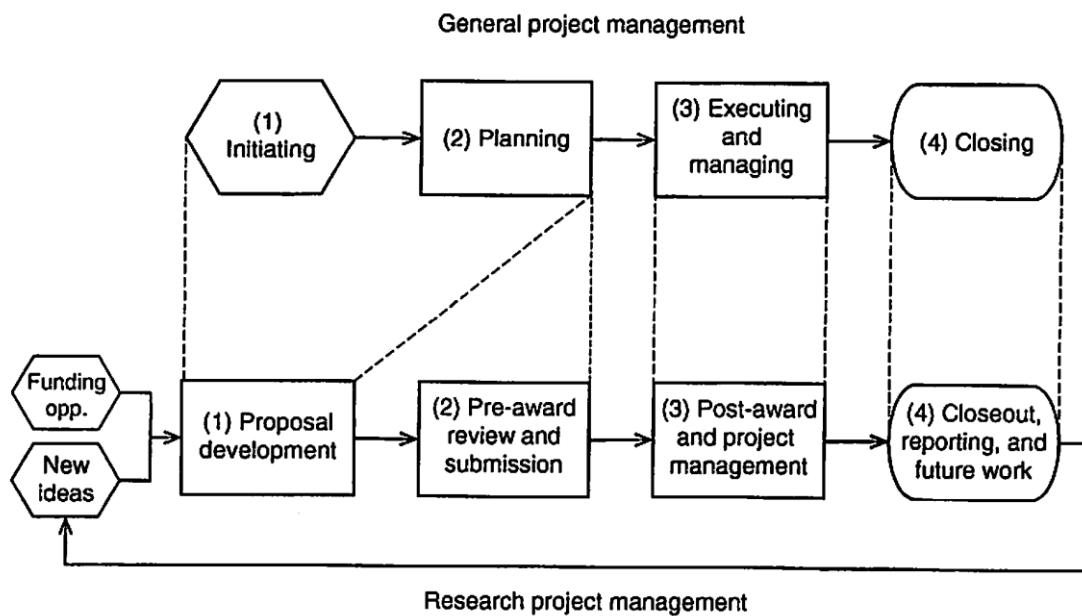 General project management
(1)
Initiating
(2) Planning
(3) Executing
and
managing
(4) Closing
Funding
opp.
New
ideas
(1) Proposal
development
(2) Pre-award
review and
submission
(3) Post-award
and project
management
(4) Closeout,
reporting, and
future work
Research project management